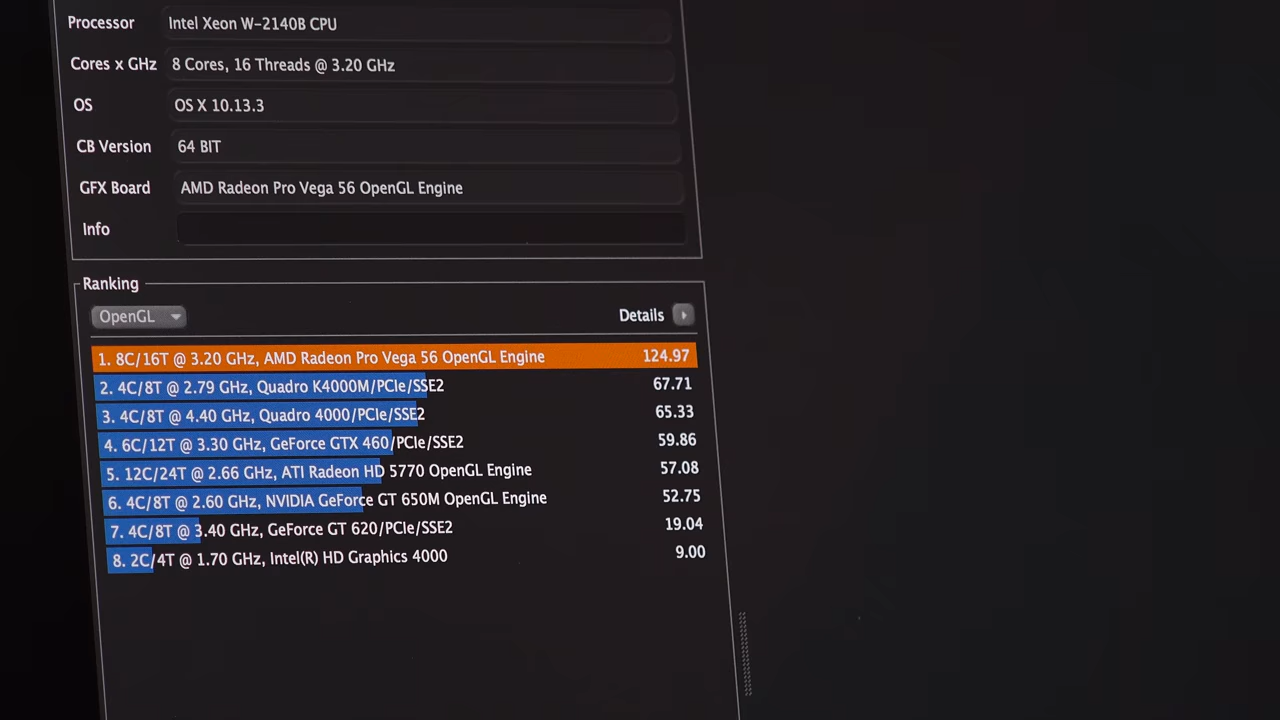 Processor Intel Xeon W-2140B CPU
Cores x GHz 8 Cores, 16 Threads @ 3.20 GHz
OS OS X 10.13.3
CB Version 64 BIT
GFX Board AMD Radeon Pro Vega 56 OpenGL Engine
Info
Ranking
OpenGL Details
1. 8C/16T @ 3.20 GHz, AMD Radeon Pro Vega 56 OpenGL Engine 124.97
2. 4C/8T @ 2.79 GHz, Quadro K4000M/PCIe/SSE2 67.71
3. 4C/8T @ 4.40 GHz, Quadro 4000/PCIe/SSE2 65.33
4. 6C/12T @ 3.30 GHz, GeForce GTX 460/PCIe/SSE2 59.86
5. 12C/24T @ 2.66 GHz, ATI Radeon HD 5770 OpenGL Engine 57.08
6. 4C/8T @ 2.60 GHz, NVIDIA GeForce GT 650M OpenGL Engine 52.75
7. 4C/8T @ 3.40 GHz, GeForce GT 620/PCIe/SSE2 19.04
8. 2C/4T @ 1.70 GHz, Intel(R) HD Graphics 4000 9.00